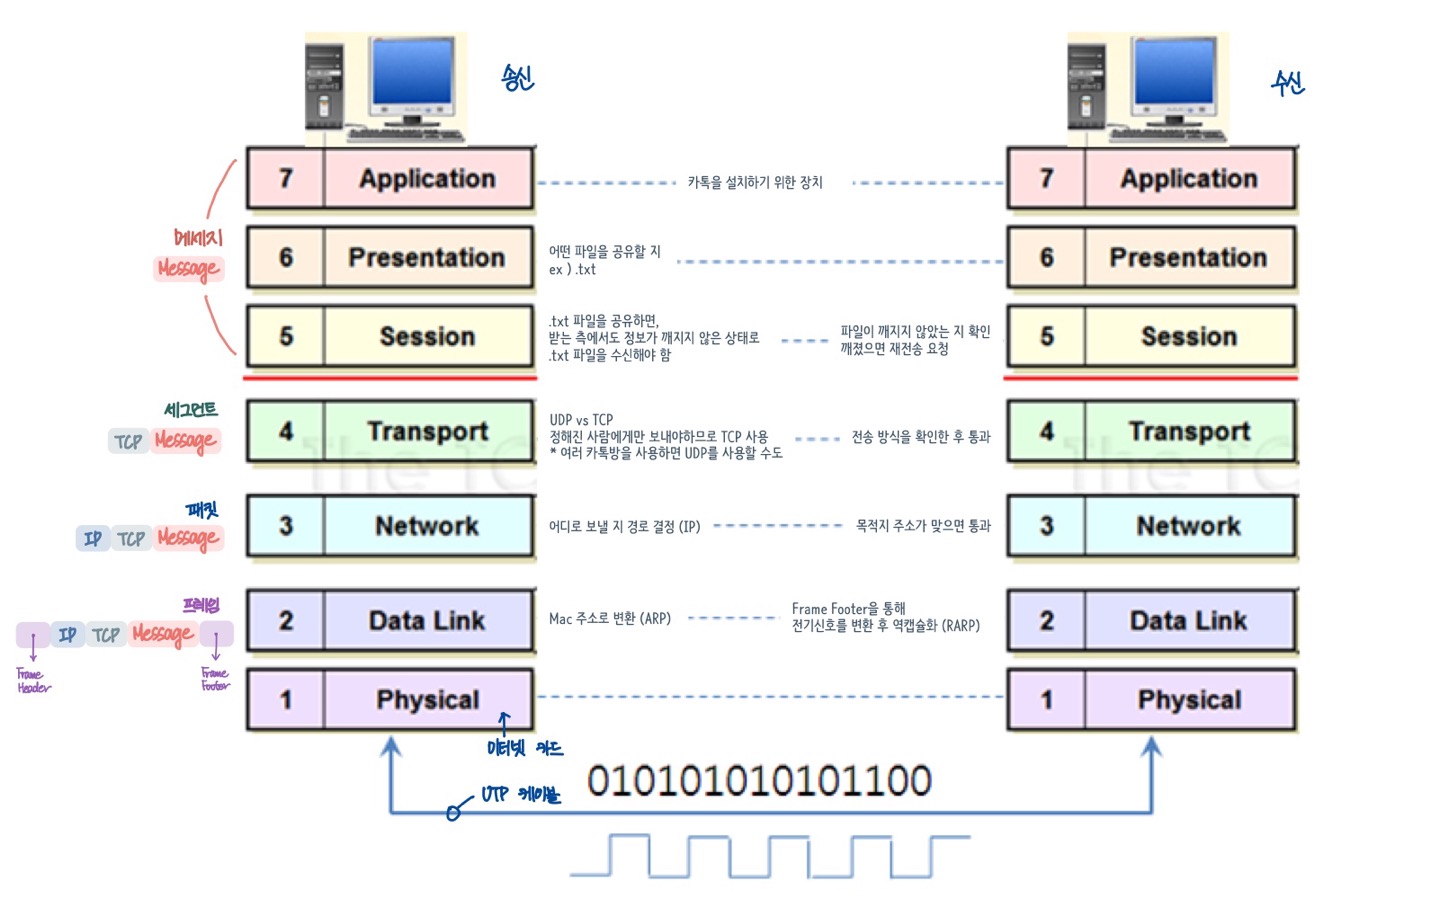 송신
수신
7 Application
카톡을 설치하기 위한 장치
7 Application
메세지
Message
6 Presentation
어떤 파일을 공유할 지
ex ) .txt
6 Presentation
5 Session
.txt 파일을 공유하면,
받는 측에서도 정보가 깨지지 않은 상태로
.txt 파일을 수신해야 함
파일이 깨지지 않았는 지 확인
깨졌으면 재전송 요청
5 Session
세그먼트
TCP Message
4 Transport
UDP vs TCP
정해진 사람에게만 보내야하므로 TCP 사용
* 여러 카톡방을 사용하면 UDP를 사용할 수도
전송 방식을 확인한 후 통과
4 Transport
The TC
The TC
패킷
IP TCP Message
3 Network
어디로 보낼 지 경로 결정 (IP)
목적지 주소가 맞으면 통과
3 Network
프레임
IP TCP Message
Frame
Header
Frame
Footer
2 Data Link
Mac 주소로 변환 (ARP)
Frame Footer을 통해
전기신호를 변환 후 역캡슐화 (RARP)
2 Data Link
1 Physical
1 Physical
이터넷 카드
UTP 케이블
010101010101100